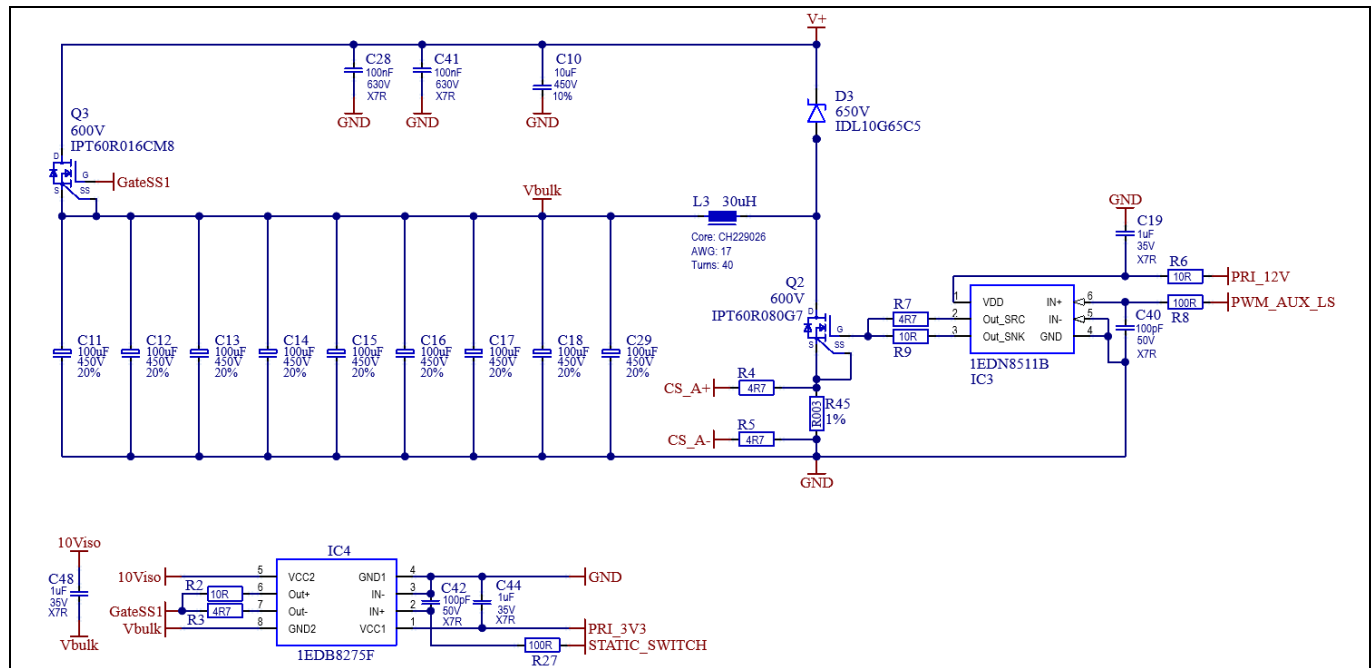 V+
C28
100nF
630V
X7R
GND
C41
100nF
630V
X7R
GND
C10
10uF
450V
10%
GND
D3
650V
IDL10G65C5
Q3
600V
IPT60R016CM8
D
G
S
SS
GateSS1
Vbulk
L3 30uH
Core: CH229026
AWG: 17
Turns: 40
GND
C19
1uF
35V
X7R
R6
10R
PRI_12V
Q2
600V
IPT60R080G7
D
G
S
SS
R7
4R7
10R
R9
1 VDD IN+ 6
2 Out_SRC IN- 5
3 Out_SNK GND 4
1EDN8511B
IC3
100R
R8
PWM_AUX_LS
C40
100pF
50V
X7R
C11
100uF
450V
20%
C12
100uF
450V
20%
C13
100uF
450V
20%
C14
100uF
450V
20%
C15
100uF
450V
20%
C16
100uF
450V
20%
C17
100uF
450V
20%
C18
100uF
450V
20%
C29
100uF
450V
20%
CS_A+
R4
4R7
R003
R45
1%
CS_A-
R5
4R7
GND
10Viso
C48
1uF
35V
X7R
Vbulk
IC4
10Viso
5 VCC2 GND1 4
R2
10R
6 Out+ IN- 3
GateSS1
4R7
R3
7 Out- IN+ 2
Vbulk
8 GND2 VCC1 1
1EDB8275F
C42
100pF
50V
X7R
C44
1uF
35V
X7R
GND
PRI_3V3
100R
R27
STATIC_SWITCH